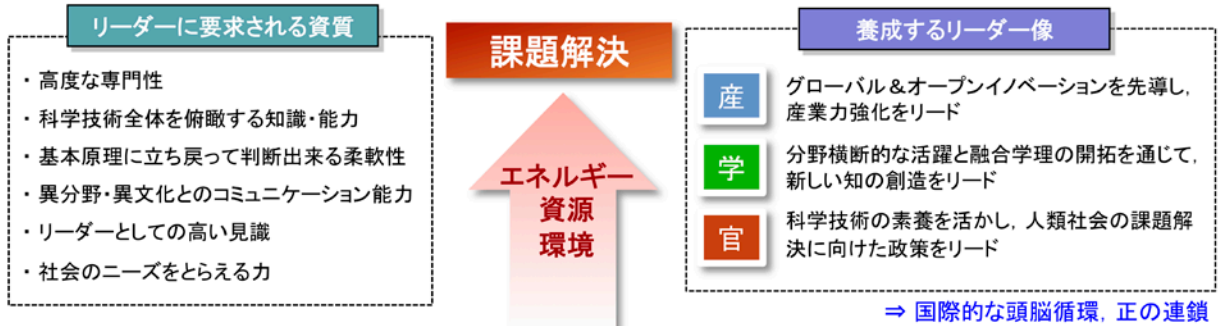 リーダーに要求される資質
・高度な専門性
・科学技術全体を俯瞰する知識・能力
・基本原理に立ち戻って判断出来る柔軟性
・異分野・異文化とのコミュニケーション能力
・リーダーとしての高い見識
・社会のニーズをとらえる力
課題解決
エネルギー
資源
環境
養成するリーダー像
産
グローバル＆オープンイノベーションを先導し,
産業力強化をリード
学
分野横断的な活躍と融合学理の開拓を通じて,
新しい知の創造をリード
官
科学技術の素養を活かし, 人類社会の課題解
決に向けた政策をリード
⇒ 国際的な頭脳循環, 正の連鎖